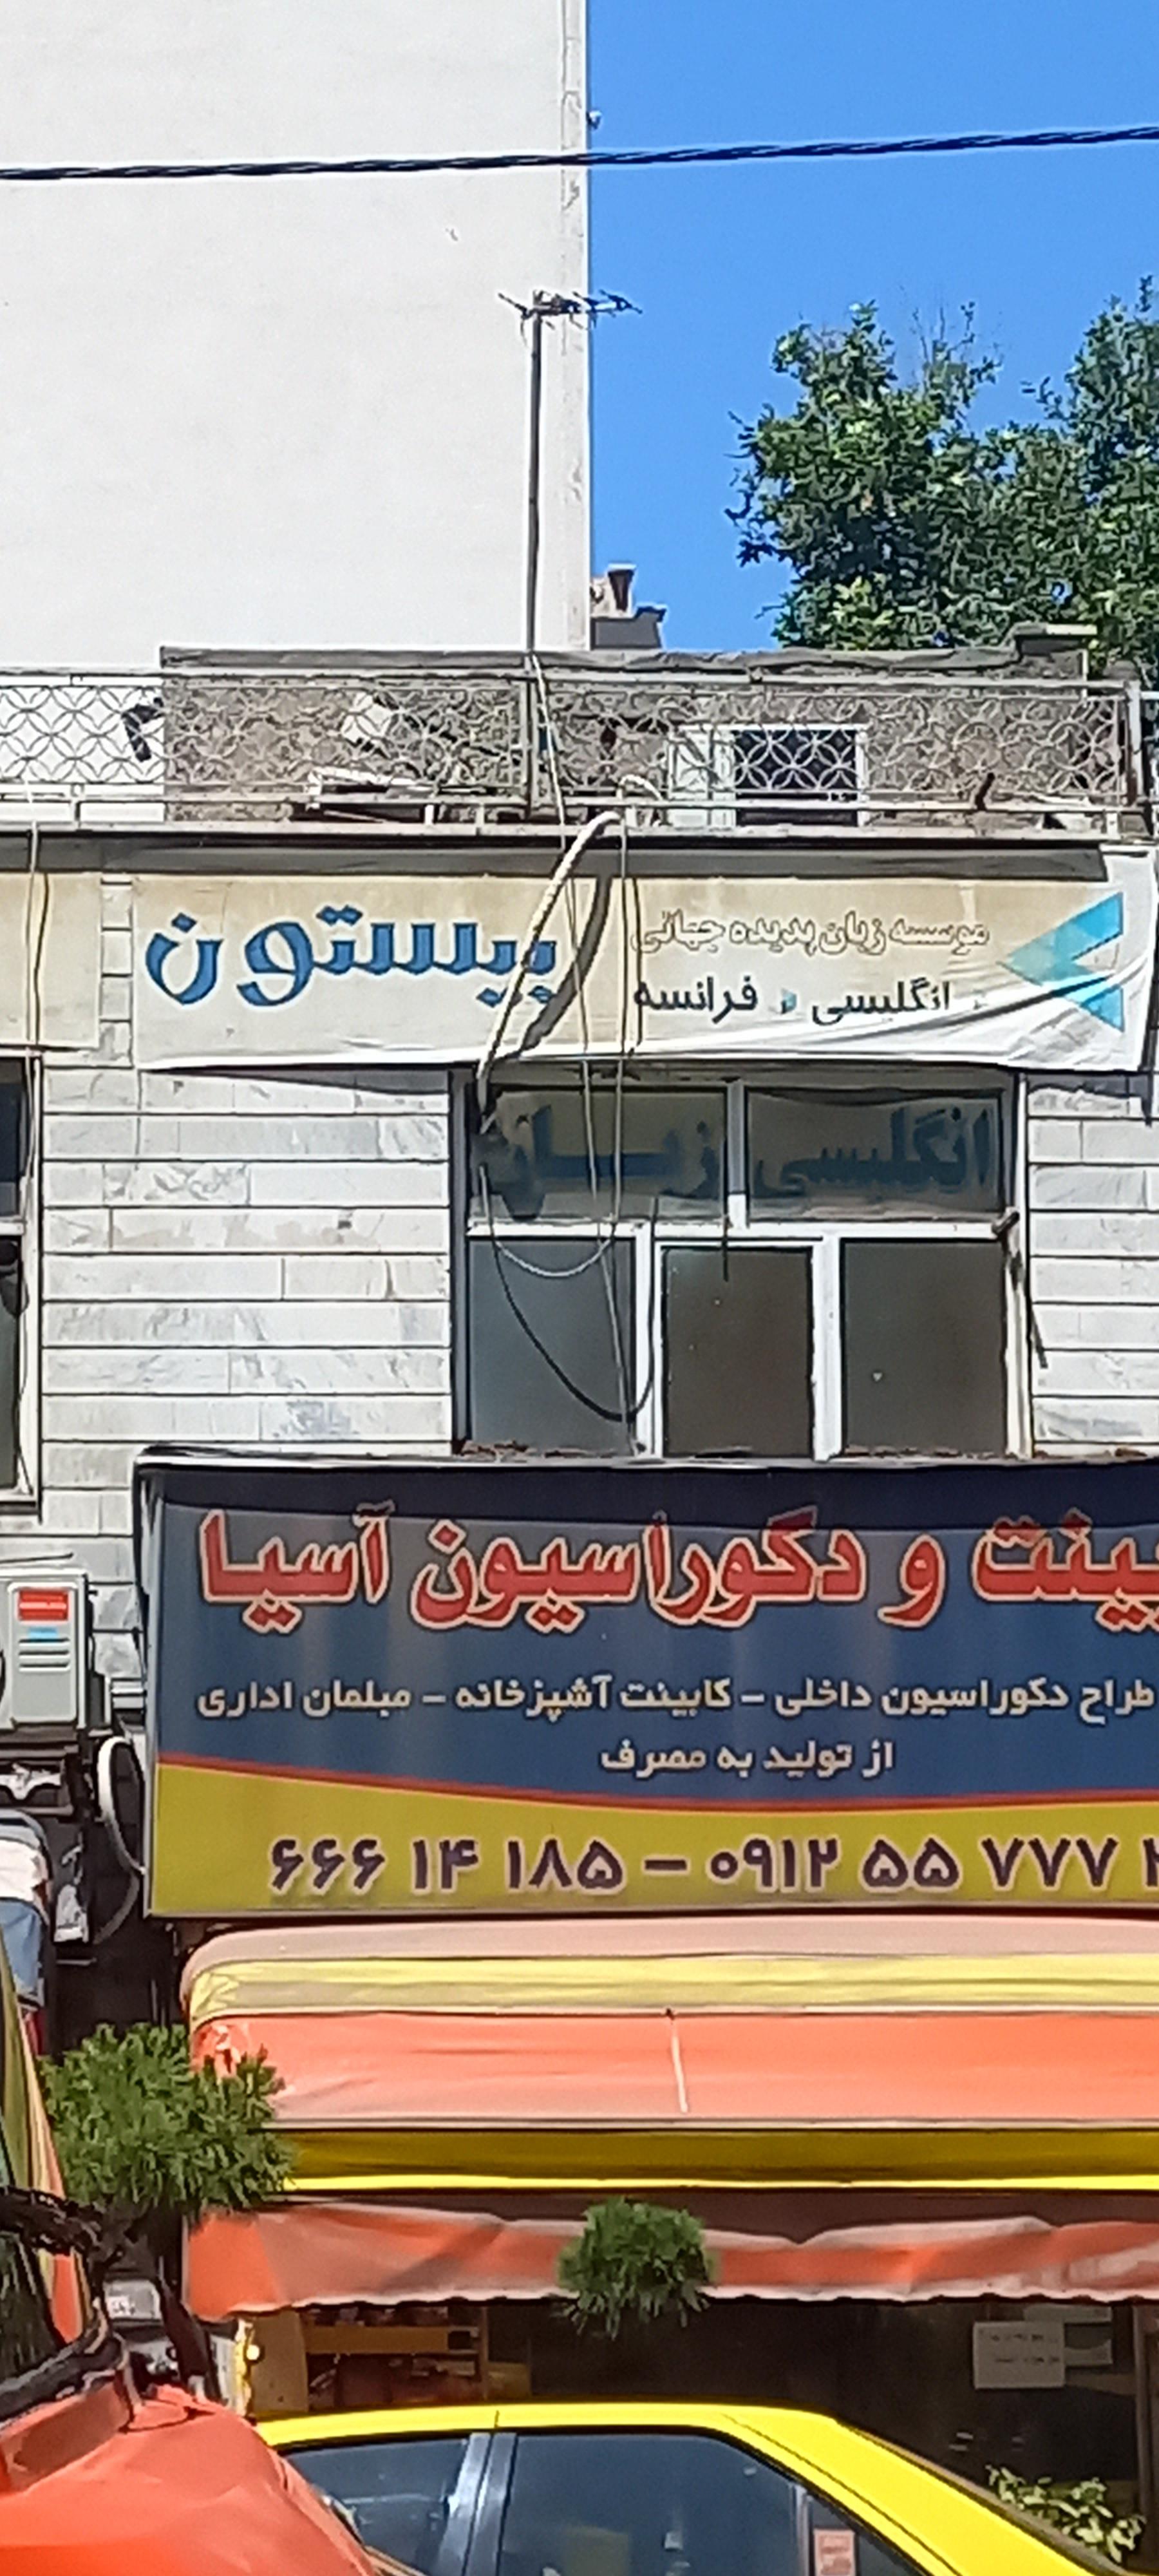 موسسه زبان پدیده جهانی
انگلیسی فرانسه
بیستون
انگلیسی زبان
و دکوراسیون آسیا
طراح دکوراسیون داخلی - کابینت آشپزخانه - مبلمان اداری
از تولید به مصرف
۶۶۶ ۱۴ ۱۸۵ - ۰۹۱۲ ۵۵ ۷۷۷